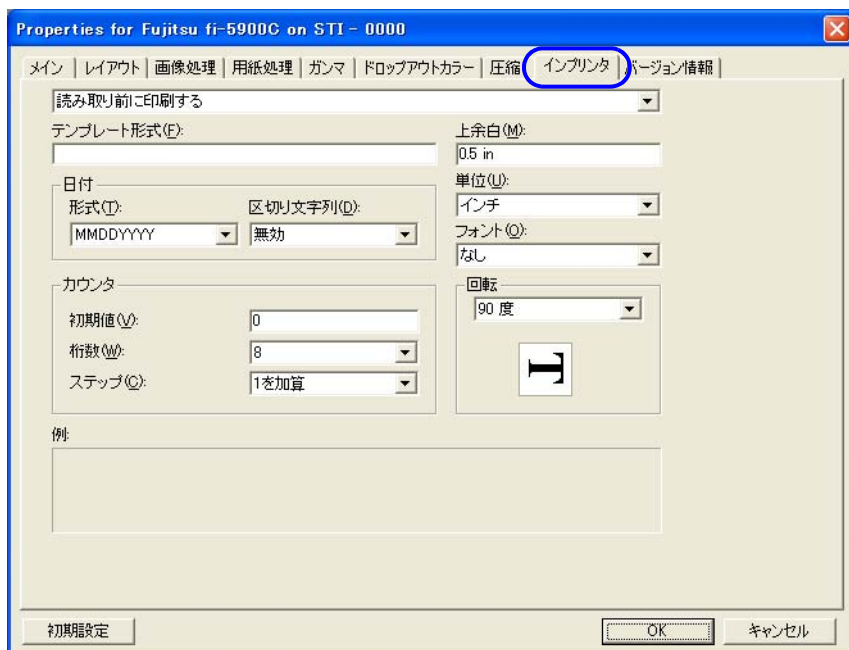 Properties for Fujitsu fi-5900C on STI - 0000
メイン レイアウト 画像処理 用紙処理 ガンマ ドロップアウトカラー 圧縮 インプリンタ バージョン情報
読み取り前に印刷する
テンプレート形式(F):
上余白(M):
0.5 in
日付
形式(T):
区切り文字列(D):
MMDDYYYY
無効
単位(U):
インチ
フォント(O):
なし
カウンタ
初期値(V):
0
桁数(W):
8
ステップ(C):
1を加算
回転
90 度
T
例:
初期設定
OK
キャンセル